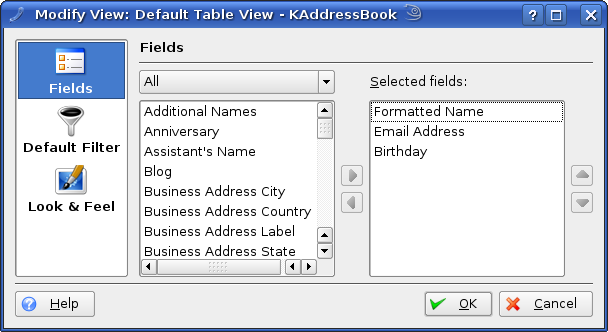 Modify View: Default Table View - KAddressBook
Fields
Default Filter
Look & Feel
Fields
All
Additional Names
Anniversary
Assistant's Name
Blog
Business Address City
Business Address Country
Business Address Label
Business Address State
Selected fields:
Formatted Name
Email Address
Birthday
Help
OK
Cancel